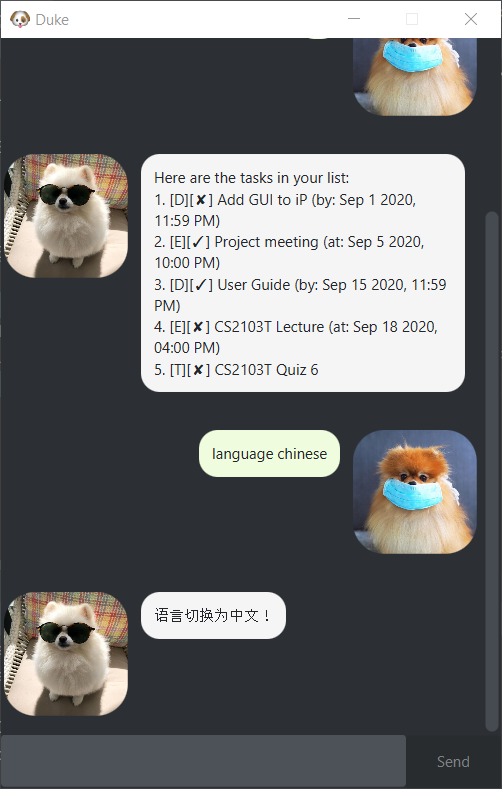 Duke
Here are the tasks in your list:
1. [D][✘] Add GUI to iP (by: Sep 1 2020,
11:59 PM)
2. [E][✓] Project meeting (at: Sep 5 2020,
10:00 PM)
3. [D][✓] User Guide (by: Sep 15 2020, 11:59
PM)
4. [E][✘] CS2103T Lecture (at: Sep 18 2020,
04:00 PM)
5. [T][✘] CS2103T Quiz 6
language chinese
语言切换为中文！
Send